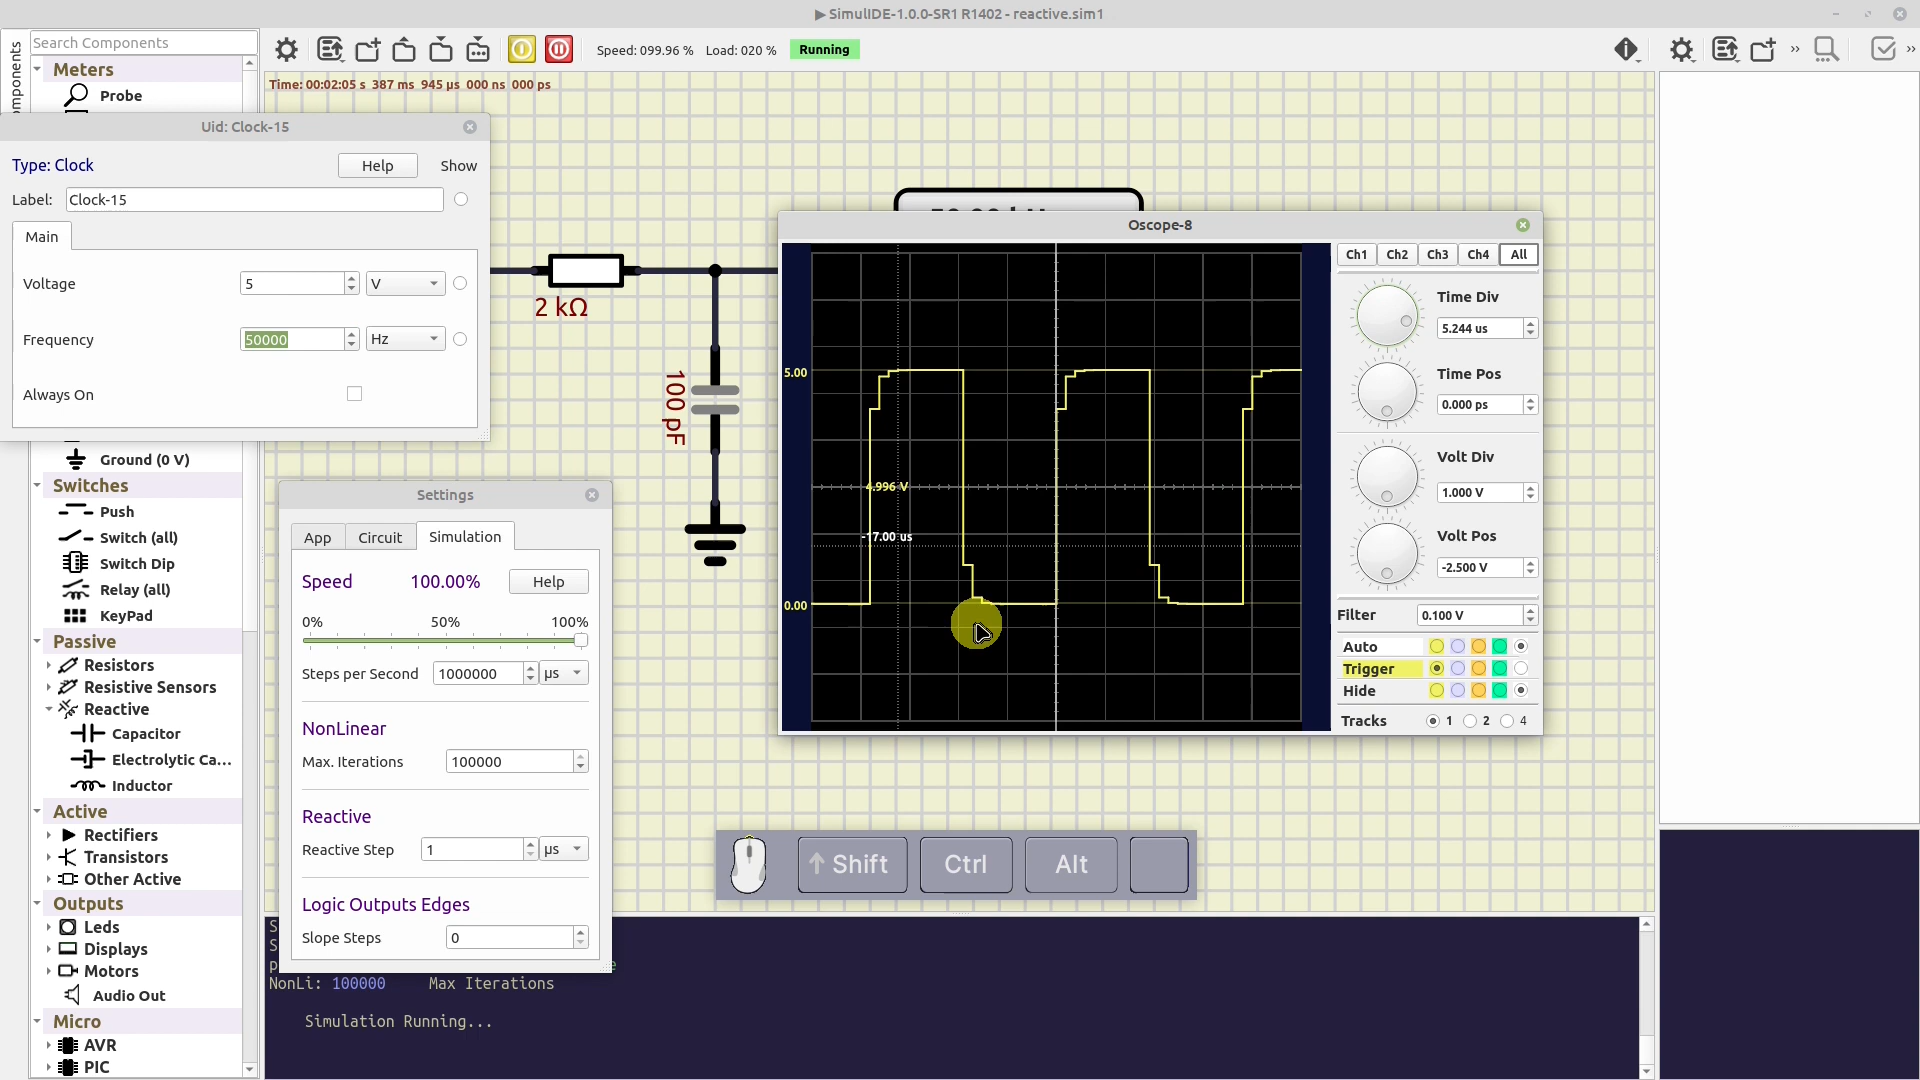 ▶ SimulIDE-1.0.0-SR1 R1402 - reactive.sim1
Search Components
Speed: 099.96 % Load: 020 % Running
Time: 00:02:05 s 387 ms 945 µs 000 ns 000 ps
Meters
Probe
Uid: Clock-15
Type: Clock
Help
Show
Label: Clock-15
Main
Voltage 5 V
Frequency 50000 Hz
Always On
Ground (0 V)
Switches
Push
Switch (all)
Switch Dip
Relay (all)
KeyPad
Passive
Resistors
Resistive Sensors
Reactive
Capacitor
Electrolytic Ca...
Inductor
Active
Rectifiers
Transistors
Other Active
Outputs
Leds
Displays
Motors
Audio Out
Micro
AVR
PIC
2 kΩ
100 pF
Settings
App Circuit Simulation
Speed 100.00% Help
0% 50% 100%
Steps per Second 1000000 µs
NonLinear
Max. Iterations 100000
Reactive
Reactive Step 1 µs
Logic Outputs Edges
Slope Steps 0
Oscope-8
5.00
4.996 V
-17.00 us
0.00
Ch1 Ch2 Ch3 Ch4 All
Time Div
5.244 us
Time Pos
0.000 ps
Volt Div
1.000 V
Volt Pos
-2.500 V
Filter 0.100 V
Auto
Trigger
Hide
Tracks 1 2 4
Shift Ctrl Alt
NonLi: 100000 Max Iterations
Simulation Running...